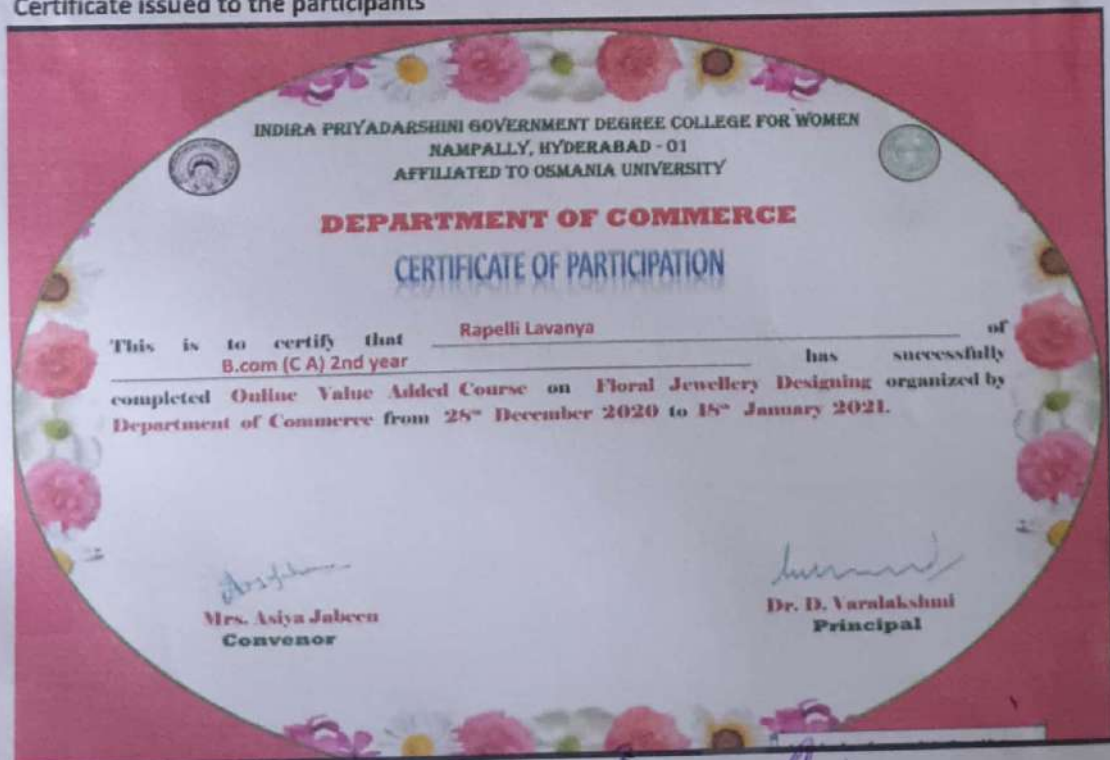 Certificate issued to the participants
INDIRA PRIYADARSHINI GOVERNMENT DEGREE COLLEGE FOR WOMEN
NAMPALLY, HYDERABAD - 01
AFFILIATED TO OSMANIA UNIVERSITY
DEPARTMENT OF COMMERCE
CERTIFICATE OF PARTICIPATION
This is to certify that Rapelli Lavanya of
B.com (C A) 2nd year has successfully
completed Online Value Added Course on Floral Jewellery Designing organized by
Department of Commerce from 28th December 2020 to 18th January 2021.
Mrs. Asiya Jabeen
Convenor
Dr. D. Varalakshmi
Principal